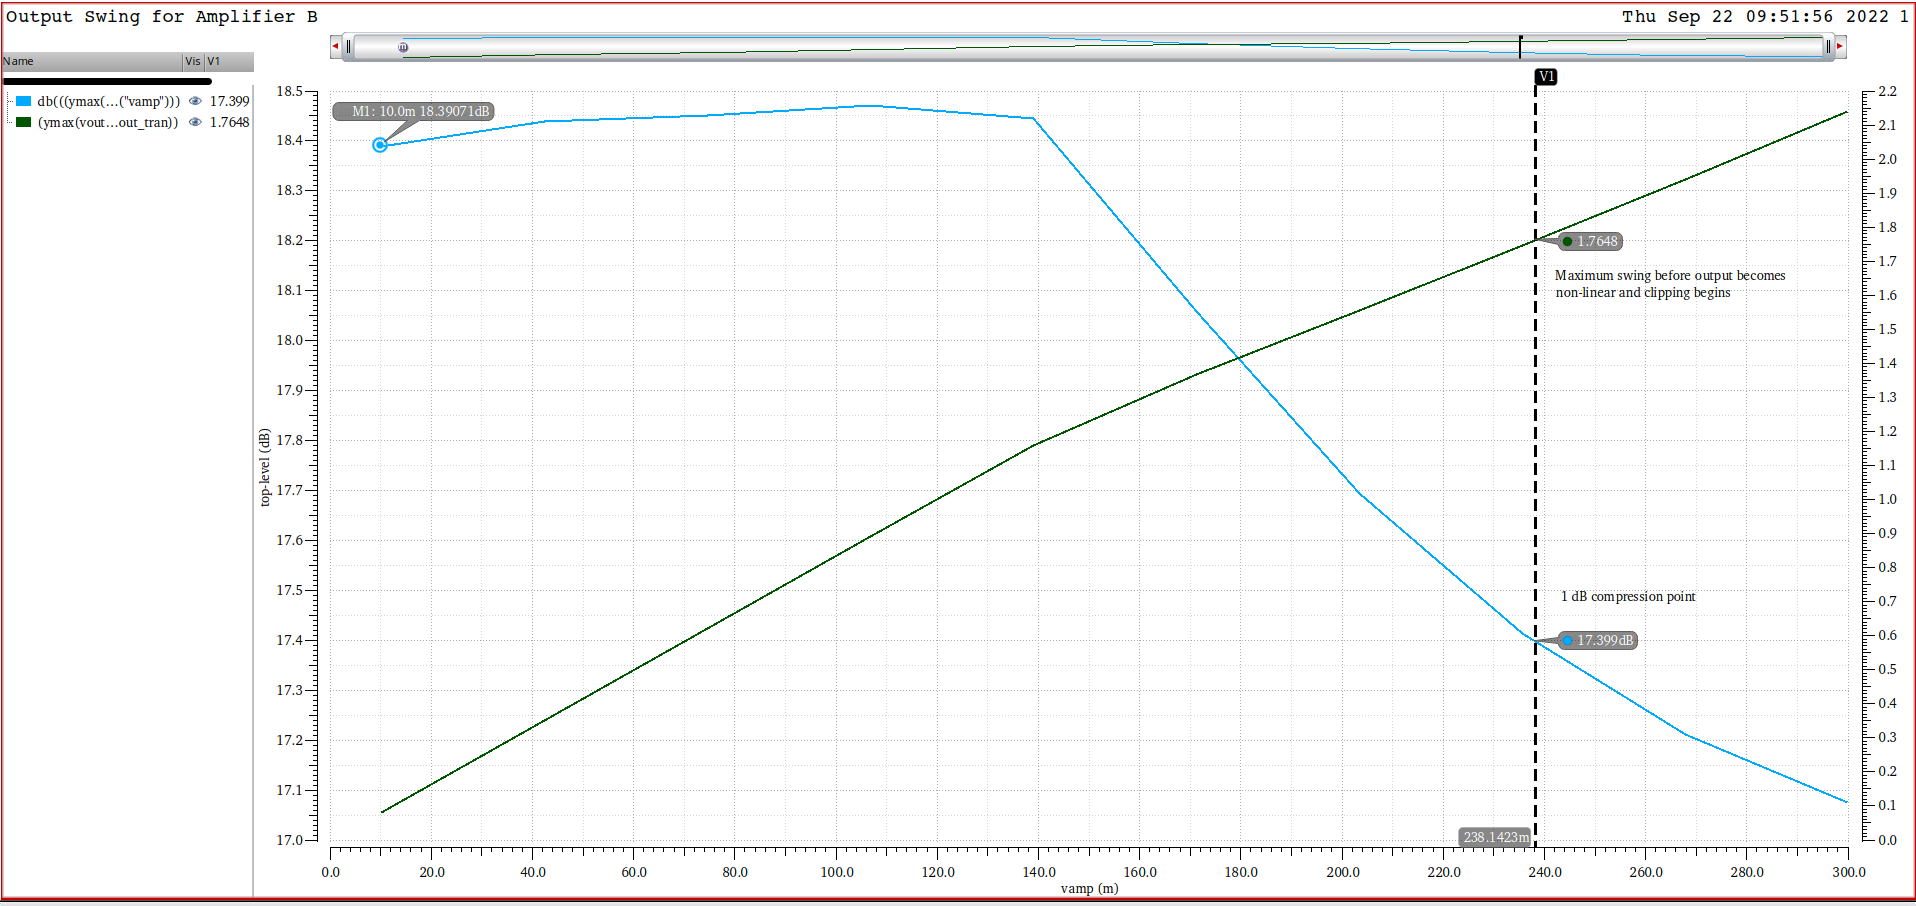 Output Swing for Amplifier B
Thu Sep 22 09:51:56 2022 1
Name Vis V1
db(((ymax(...("vamp"))) 17.399
(ymax(vout...out_tran)) 1.7648
m
V1
M1: 10.0m 18.39071dB
18.5
18.4
18.3
18.2
18.1
18.0
17.9
17.8
17.7
17.6
17.5
17.4
17.3
17.2
17.1
17.0
top-level (dB)
2.2
2.1
2.0
1.9
1.8
1.7
1.6
1.5
1.4
1.3
1.2
1.1
1.0
0.9
0.8
0.7
0.6
0.5
0.4
0.3
0.2
0.1
0.0
1.7648
Maximum swing before output becomes
non-linear and clipping begins
1 dB compression point
17.399dB
238.1423m
0.0 20.0 40.0 60.0 80.0 100.0 120.0 140.0 160.0 180.0 200.0 220.0 240.0 260.0 280.0 300.0
vamp (m)